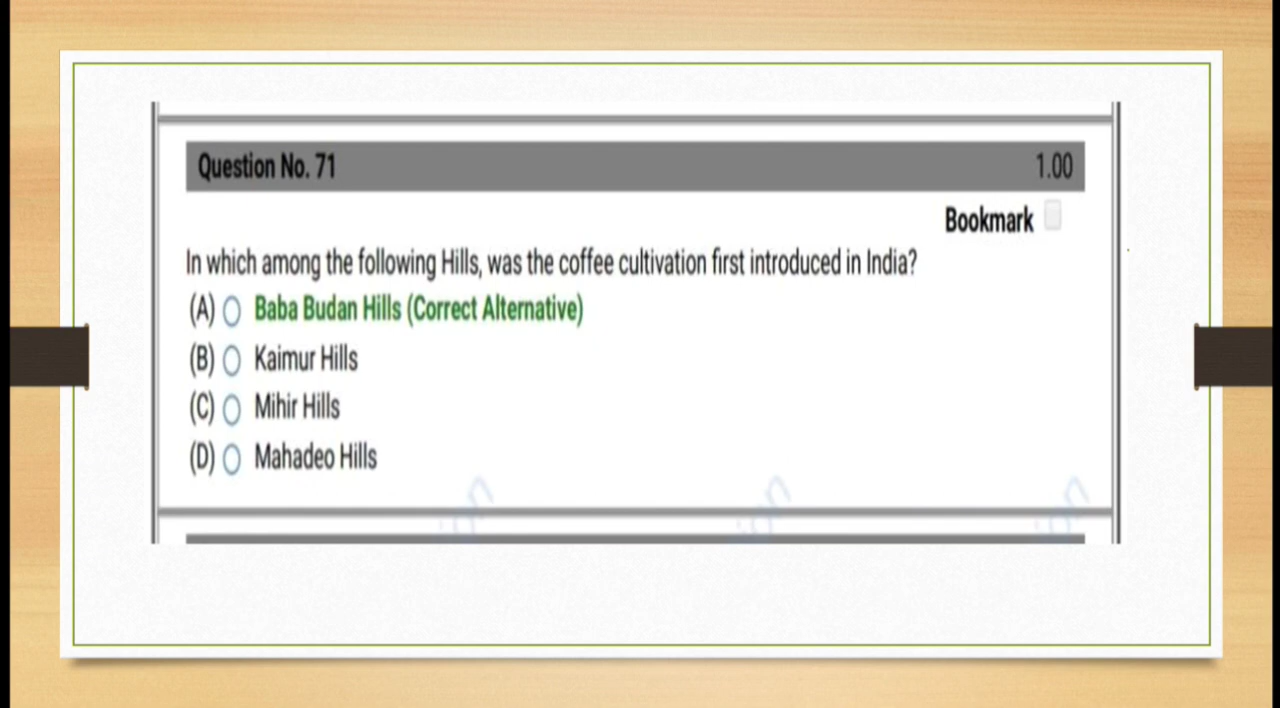 Question No. 71 1.00
Bookmark
In which among the following Hills, was the coffee cultivation first introduced in India?
(A) Baba Budan Hills (Correct Alternative)
(B) Kaimur Hills
(C) Mihir Hills
(D) Mahadeo Hills